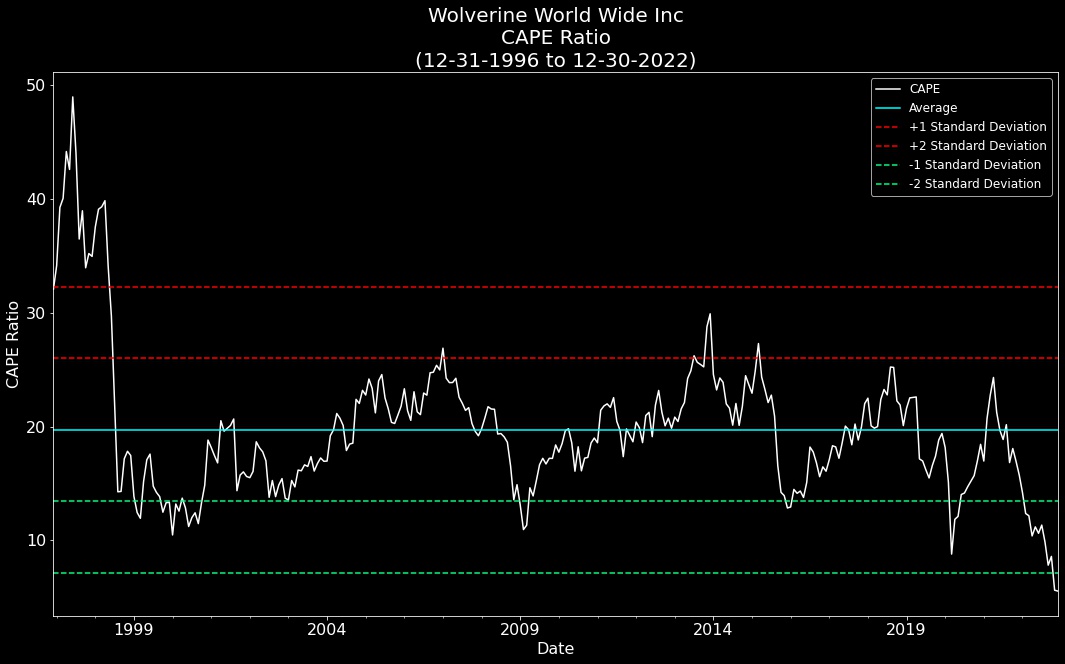 Wolverine World Wide Inc
CAPE Ratio
(12-31-1996 to 12-30-2022)
CAPE
Average
+1 Standard Deviation
+2 Standard Deviation
-1 Standard Deviation
-2 Standard Deviation
50
40
30
20
10
CAPE Ratio
1999
2004
2009
2014
2019
Date